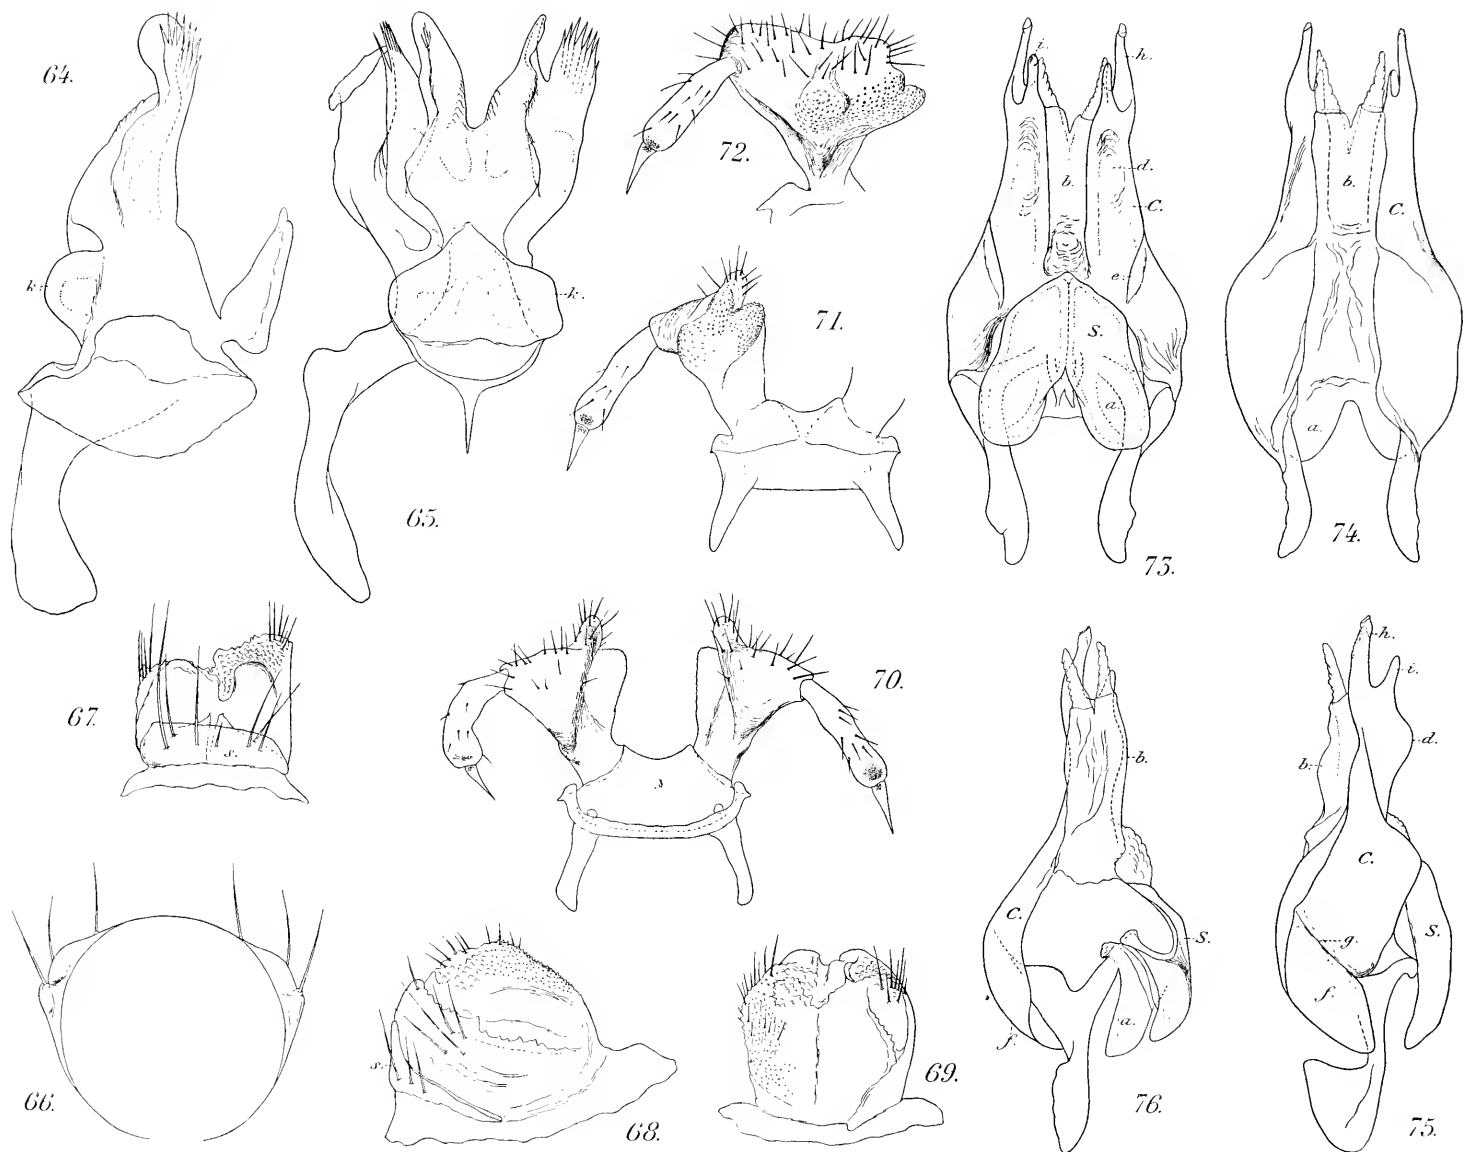 64.
k.
65.
k.
72.
71.
i.
h.
b.
d.
C.
e.
S.
a.
73.
b.
C.
a.
74.
67.
s.
70.
s
66.
s.
68.
69.
b.
C.
S.
a.
f.
76.
h.
i.
d.
b.
C.
g.
S.
f.
75.